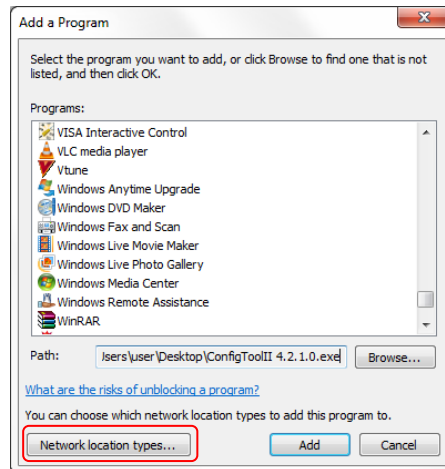 Add a Program
Select the program you want to add, or click Browse to find one that is not
listed, and then click OK.
Programs:
VISA Interactive Control
VLC media player
Vtune
Windows Anytime Upgrade
Windows DVD Maker
Windows Fax and Scan
Windows Live Movie Maker
Windows Live Photo Gallery
Windows Media Center
Windows Remote Assistance
WinRAR
Path: Jsers\user\Desktop\ConfigToolII 4.2.1.0.exe Browse...
What are the risks of unblocking a program?
You can choose which network location types to add this program to.
Network location types... Add Cancel